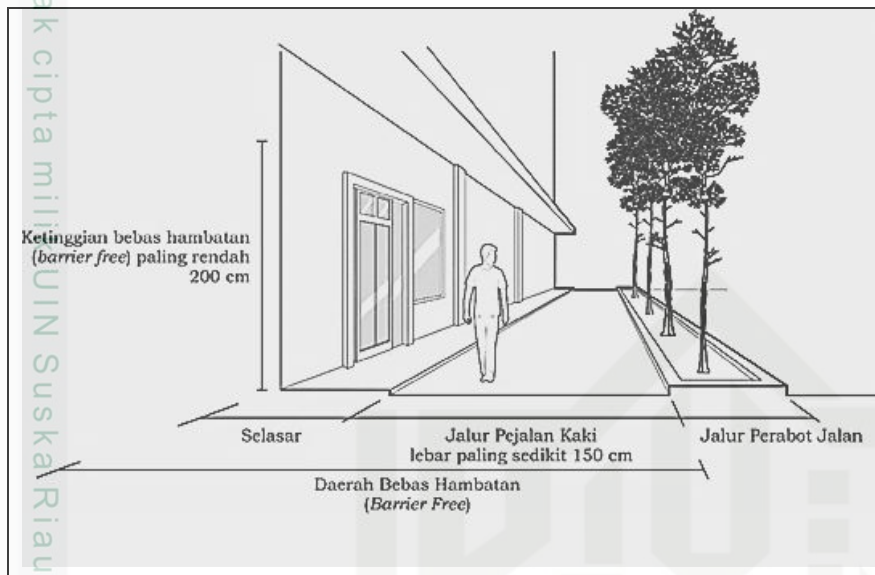 ak cipta milik UIN Suska Riau
Ketinggian bebas hambatan
(barrier free) paling rendah
200 cm
Selasar
Jalur Pejalan Kaki
lebar paling sedikit 150 cm
Jalur Perabot Jalan
Daerah Bebas Hambatan
(Barrier Free)